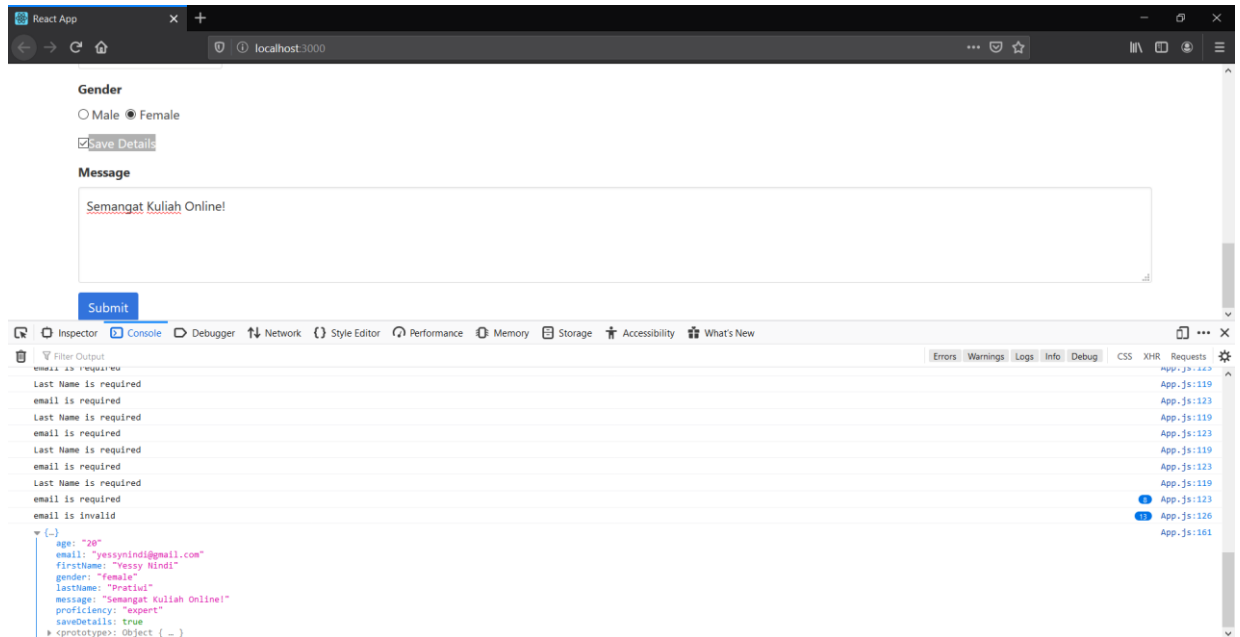 React App
localhost:3000
Gender
Male Female
Save Details
Message
Semangat Kuliah Online!
Submit
Inspector Console Debugger Network Style Editor Performance Memory Storage Accessibility What's New
Filter Output Errors Warnings Logs Info Debug CSS XHR Requests
email is required App.js:123
Last Name is required App.js:119
email is required App.js:123
Last Name is required App.js:119
email is required App.js:123
Last Name is required App.js:119
email is required App.js:123
Last Name is required App.js:119
email is required 8 App.js:123
email is invalid 13 App.js:126
{…} App.js:161
age: "20"
email: "yessynindi@gmail.com"
firstName: "Yessy Nindi"
gender: "female"
lastName: "Pratiwi"
message: "Semangat Kuliah Online!"
proficiency: "expert"
saveDetails: true
<prototype>: Object { … }